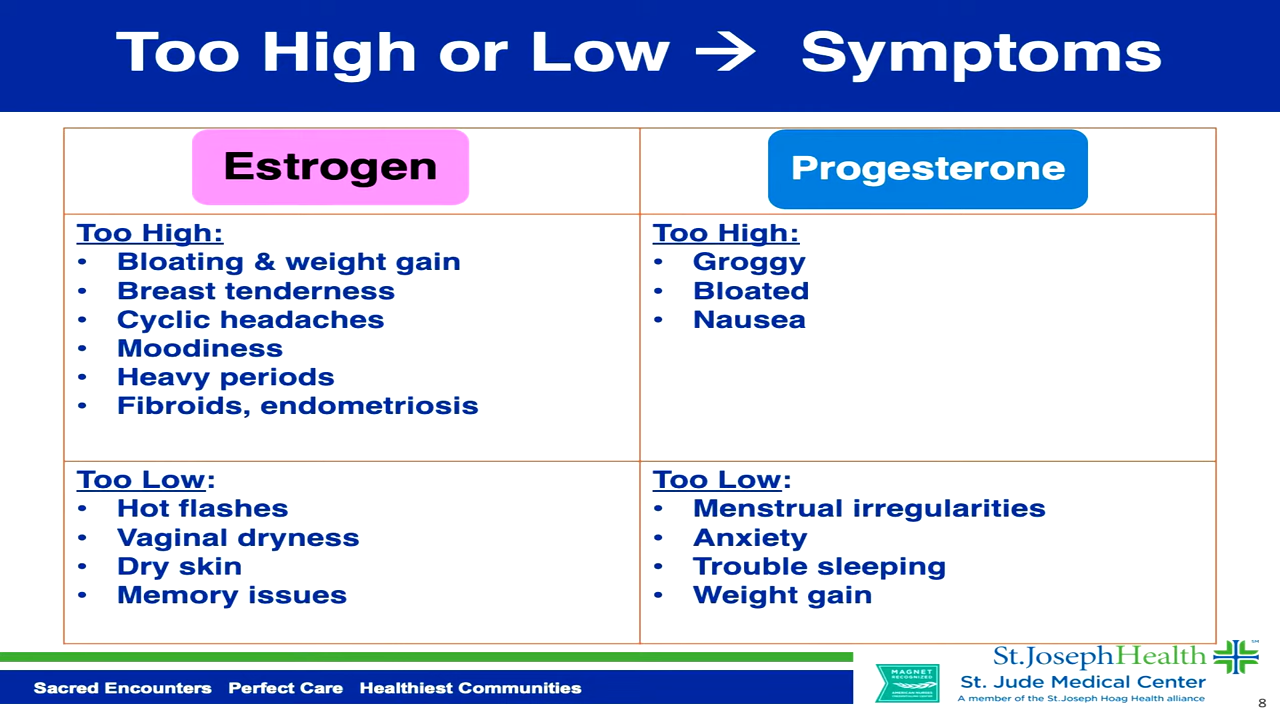 Too High or Low → Symptoms
Estrogen
Progesterone
Too High:
• Bloating & weight gain
• Breast tenderness
• Cyclic headaches
• Moodiness
• Heavy periods
• Fibroids, endometriosis
Too High:
• Groggy
• Bloated
• Nausea
Too Low:
• Hot flashes
• Vaginal dryness
• Dry skin
• Memory issues
Too Low:
• Menstrual irregularities
• Anxiety
• Trouble sleeping
• Weight gain
Sacred Encounters Perfect Care Healthiest Communities
MAGNET
RECOGNIZED
St.JosephHealth
St. Jude Medical Center
A member of the St.Joseph Hoag Health alliance
8